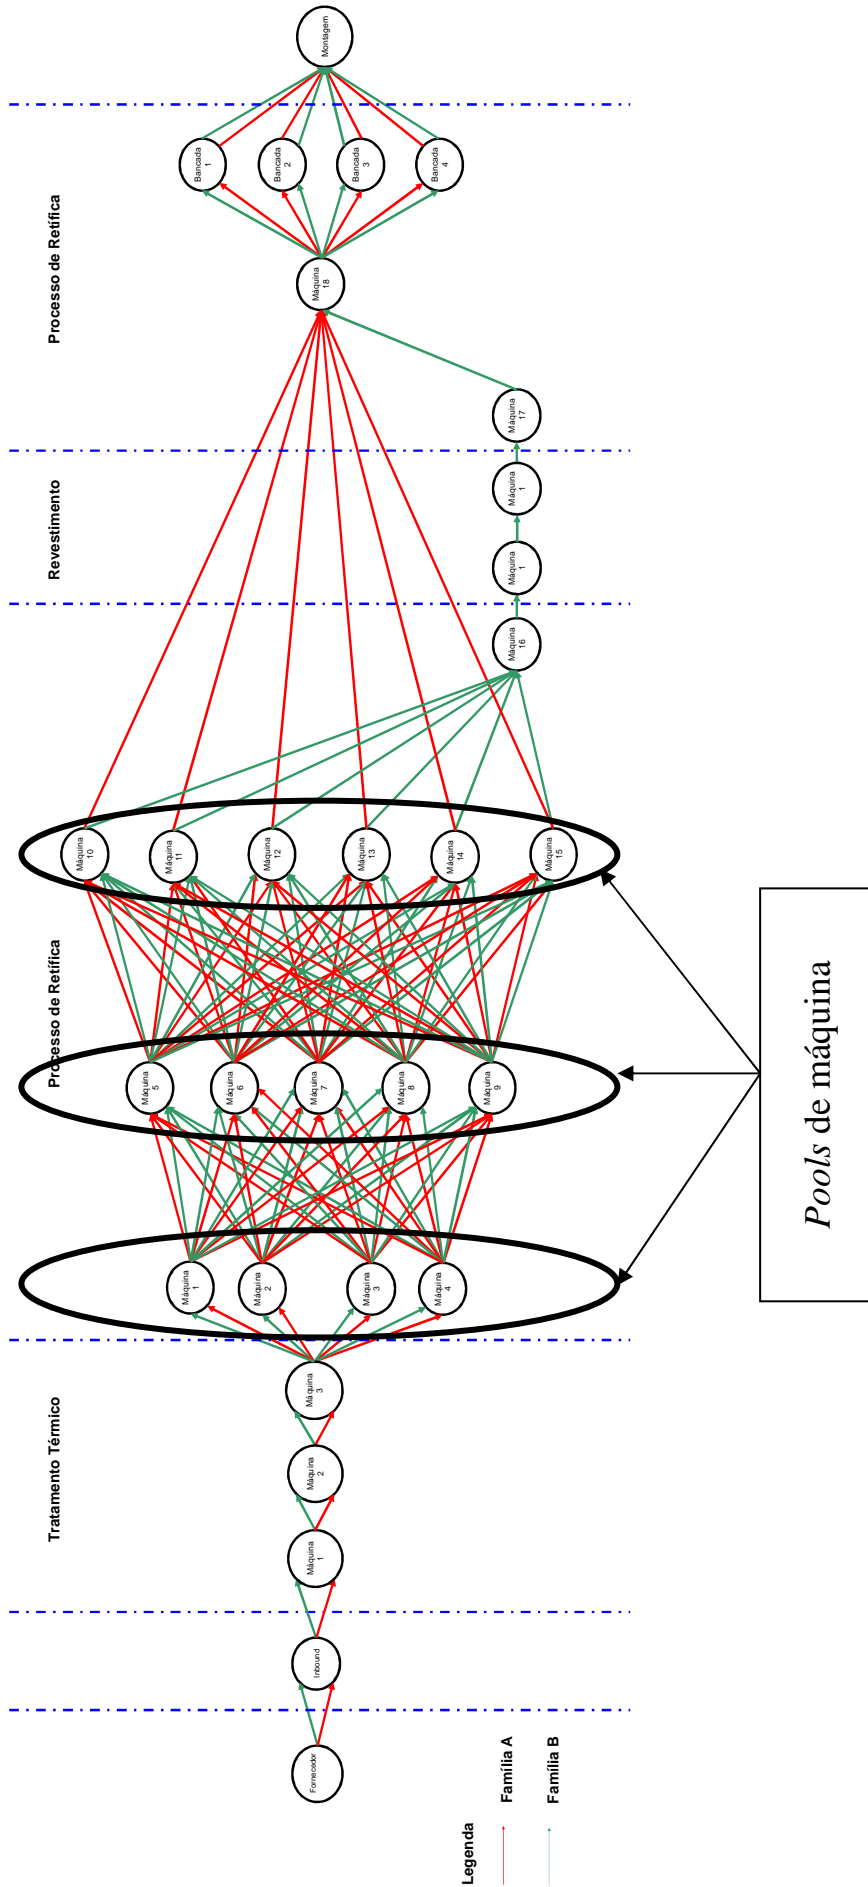 Fornecedor
Inbound
Tratamento Térmico
Máquina
1
Máquina
2
Máquina
3
Processo de Retífica
Máquina
1
Máquina
2
Máquina
3
Máquina
4
Máquina
5
Máquina
6
Máquina
7
Máquina
8
Máquina
9
Máquina
10
Máquina
11
Máquina
12
Máquina
13
Máquina
14
Máquina
15
Máquina
16
Revestimento
Máquina
1
Máquina
1
Processo de Retífica
Máquina
17
Máquina
18
Bancada
1
Bancada
2
Bancada
3
Bancada
4
Montagem
Legenda
Família A
Família B
Pools de máquina